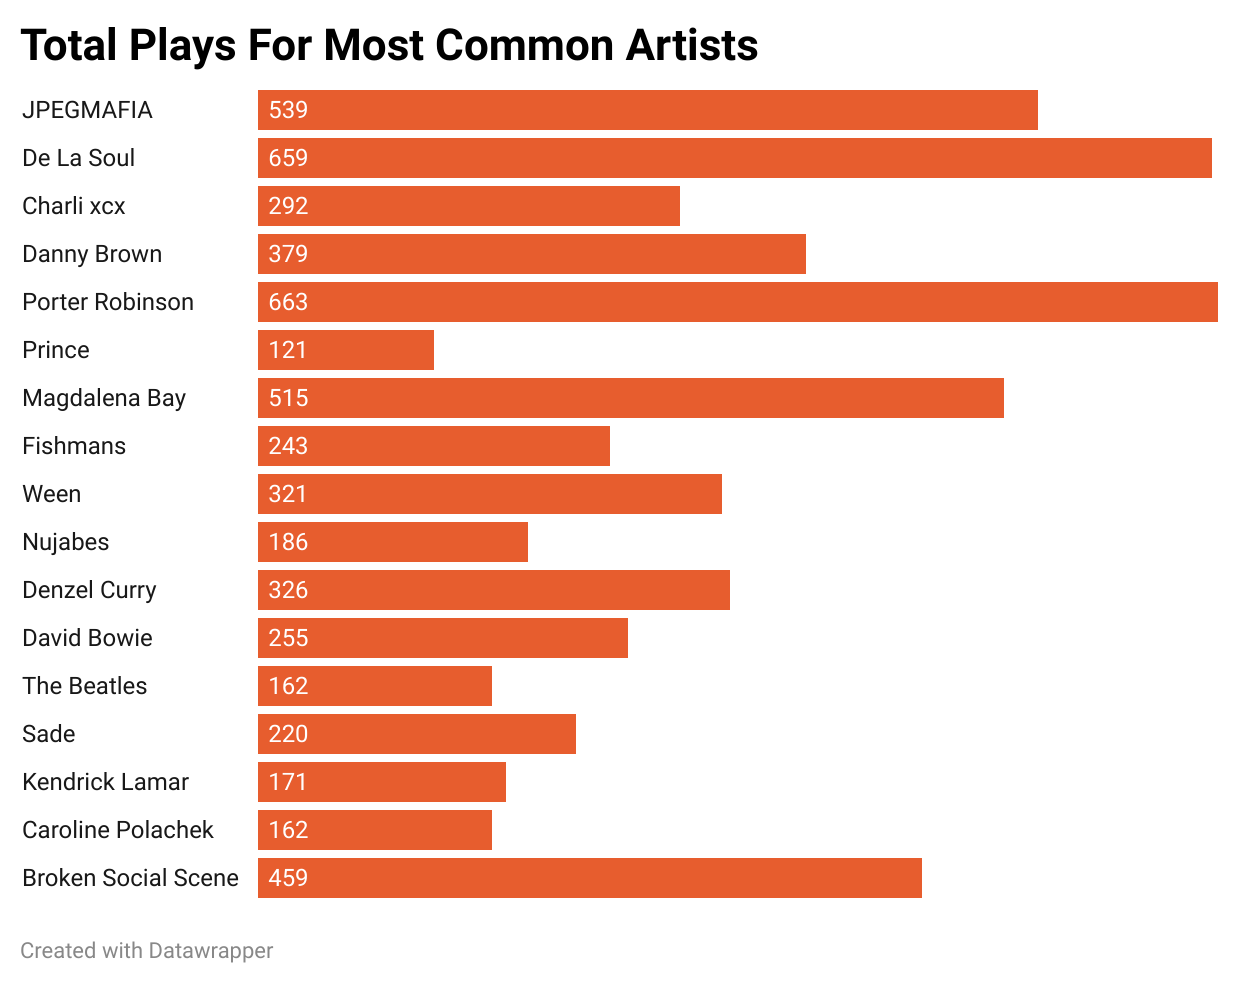 Total Plays For Most Common Artists
JPEGMAFIA 539
De La Soul 659
Charli xcx 292
Danny Brown 379
Porter Robinson 663
Prince 121
Magdalena Bay 515
Fishmans 243
Ween 321
Nujabes 186
Denzel Curry 326
David Bowie 255
The Beatles 162
Sade 220
Kendrick Lamar 171
Caroline Polachek 162
Broken Social Scene 459
Created with Datawrapper